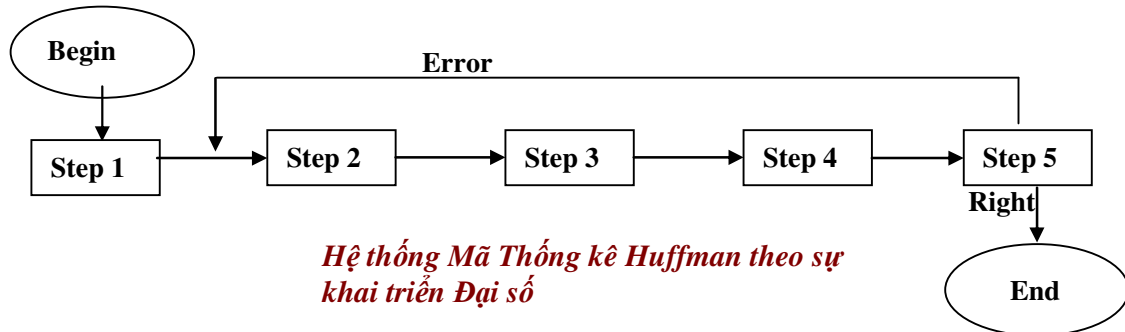 Begin
Error
Step 1
Step 2
Step 3
Step 4
Step 5
Right
Hệ thống Mã Thống kê Huffman theo sự
khai triển Đại số
End